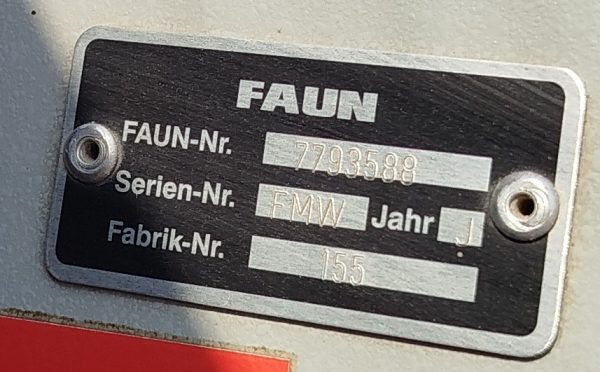 FAUN
FAUN-Nr. 7793588
Serien-Nr. FMW Jahr J
Fabrik-Nr. 155